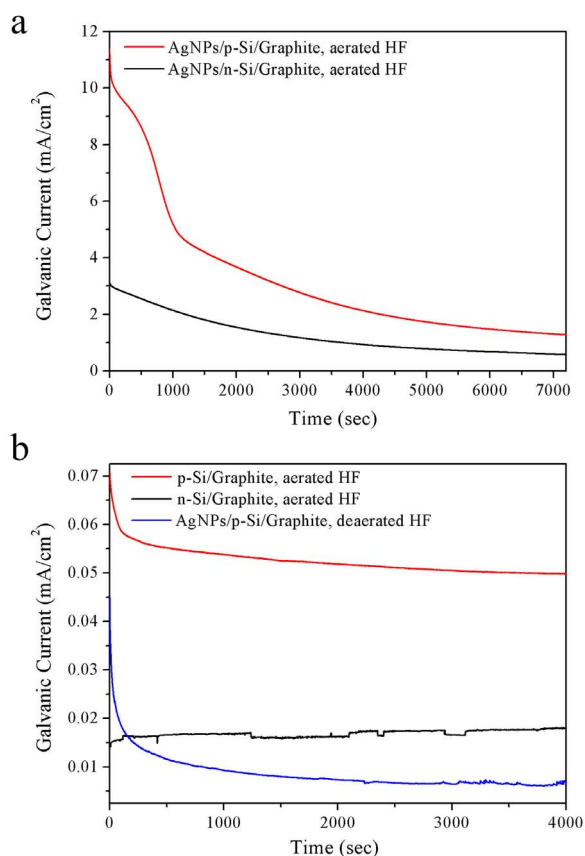 a
12
10
8
6
4
2
0
Galvanic Current (mA/cm²)
AgNPs/p-Si/Graphite, aerated HF
AgNPs/n-Si/Graphite, aerated HF
0 1000 2000 3000 4000 5000 6000 7000
Time (sec)
b
0.07
0.06
0.05
0.04
0.03
0.02
0.01
Galvanic Current (mA/cm²)
p-Si/Graphite, aerated HF
n-Si/Graphite, aerated HF
AgNPs/p-Si/Graphite, deaerated HF
0 1000 2000 3000 4000
Time (sec)